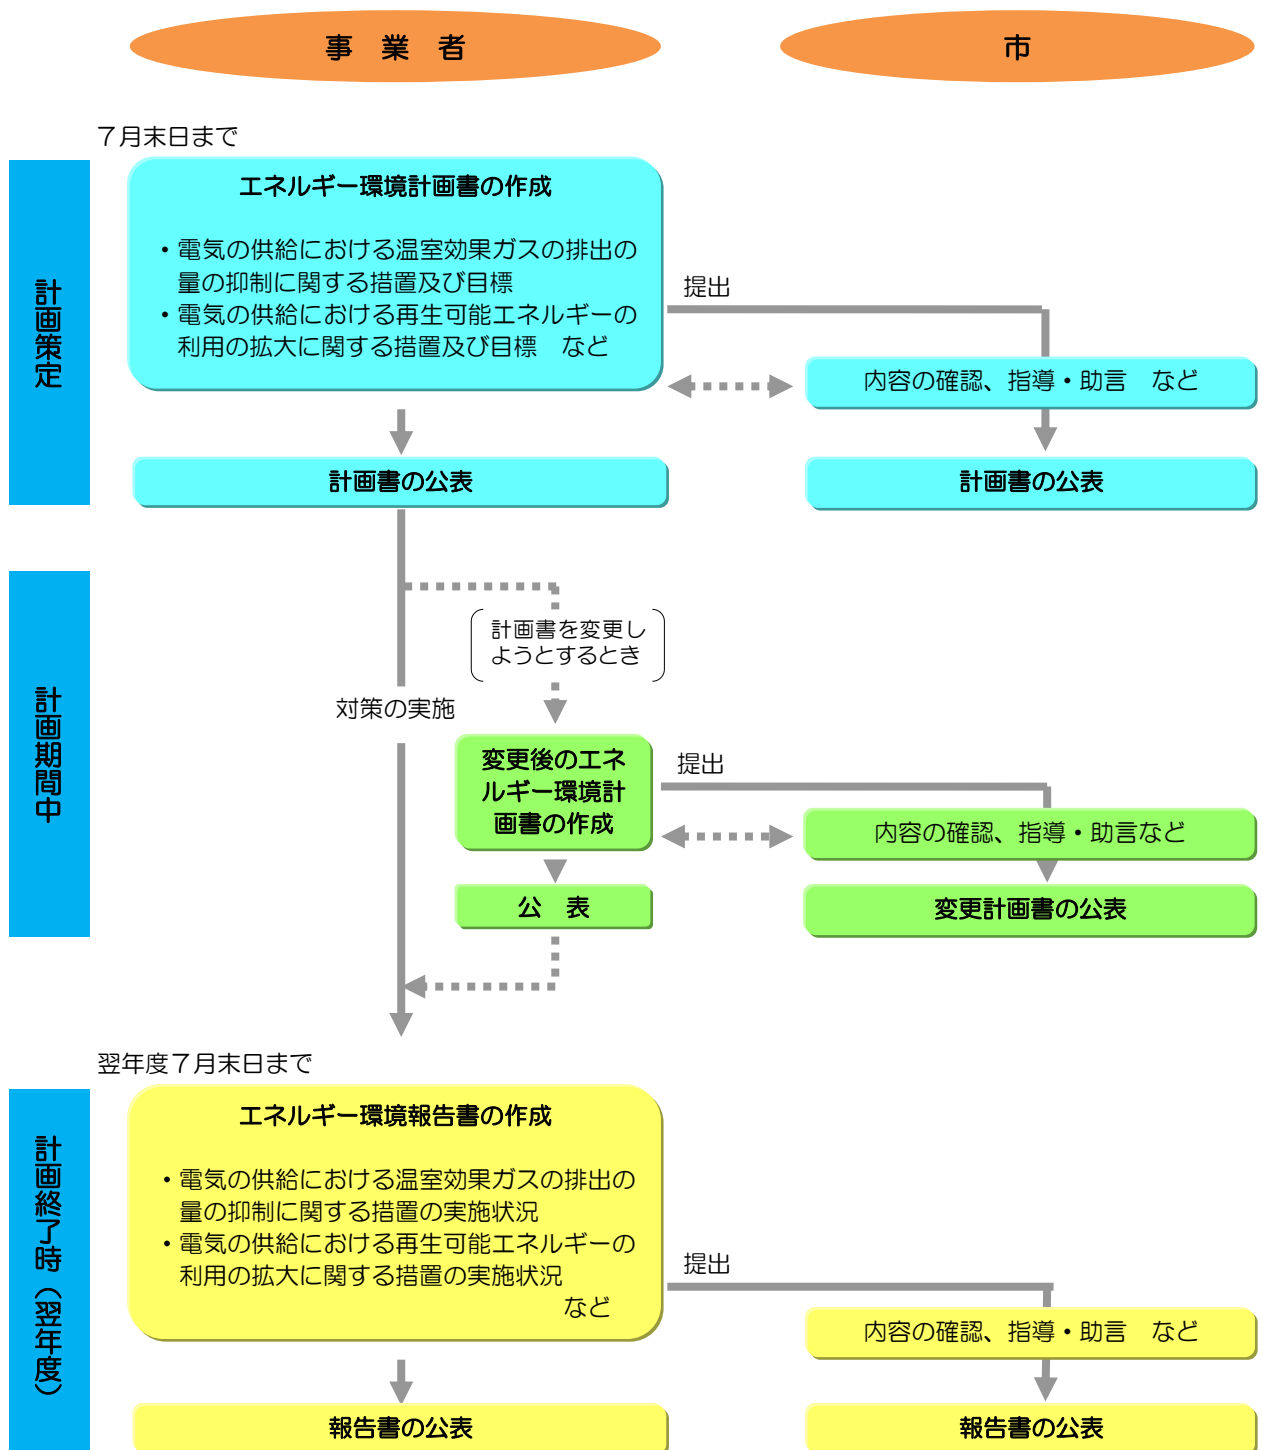 事　業　者
市
７月末日まで
計画策定
エネルギー環境計画書の作成
・電気の供給における温室効果ガスの排出の
量の抑制に関する措置及び目標
・電気の供給における再生可能エネルギーの
利用の拡大に関する措置及び目標　など
提出
内容の確認、指導・助言　など
計画書の公表
計画書の公表
計画期間中
計画書を変更し
ようとするとき
対策の実施
変更後のエネ
ルギー環境計
画書の作成
提出
内容の確認、指導・助言など
公　表
変更計画書の公表
翌年度７月末日まで
計画終了時（翌年度）
エネルギー環境報告書の作成
・電気の供給における温室効果ガスの排出の
量の抑制に関する措置の実施状況
・電気の供給における再生可能エネルギーの
利用の拡大に関する措置の実施状況
など
提出
内容の確認、指導・助言　など
報告書の公表
報告書の公表